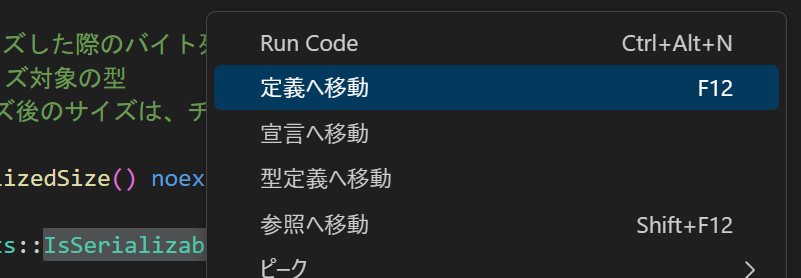 ズした際のバイト
ズ対象の型
ズ後のサイズは、チ
izedSize() noex
ts::IsSerializab
Run Code Ctrl+Alt+N
定義へ移動 F12
宣言へ移動
型定義へ移動
参照へ移動 Shift+F12
ピーク